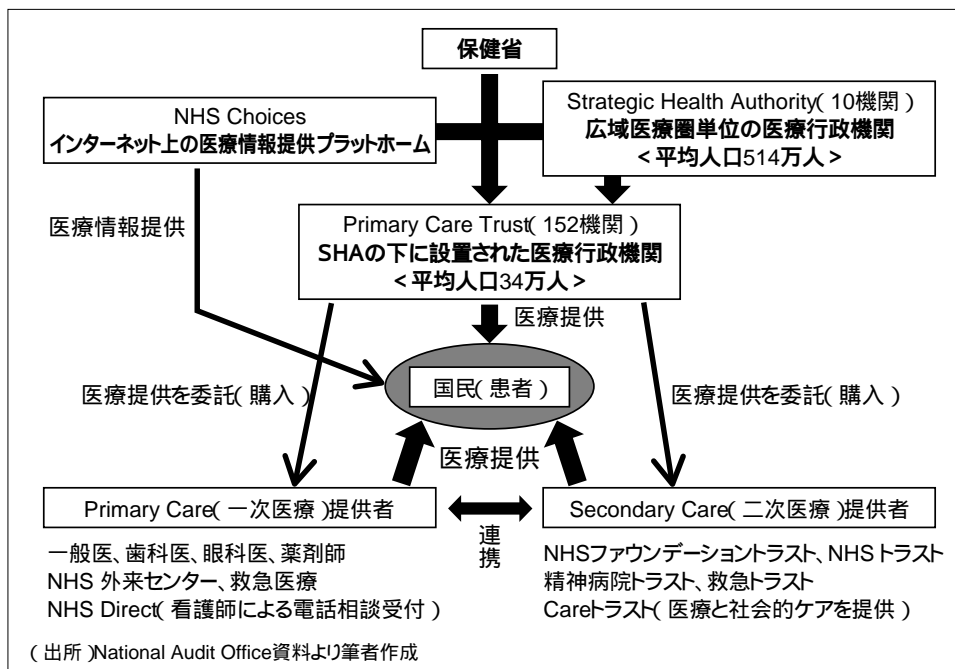 保健省
NHS Choices
インターネット上の医療情報提供プラットホーム
Strategic Health Authority（10機関）
広域医療圏単位の医療行政機関
＜平均人口514万人＞
医療情報提供
Primary Care Trust（152機関）
SHAの下に設置された医療行政機関
＜平均人口34万人＞
医療提供
国民（患者）
医療提供を委託（購入）
医療提供を委託（購入）
医療提供
Primary Care（一次医療）提供者
連携
Secondary Care（二次医療）提供者
一般医、歯科医、眼科医、薬剤師
NHS 外来センター、救急医療
NHS Direct（看護師による電話相談受付）
NHSファウンデーショントラスト、NHSトラスト
精神病院トラスト、救急トラスト
Careトラスト（医療と社会的ケアを提供）
（出所）National Audit Office資料より筆者作成